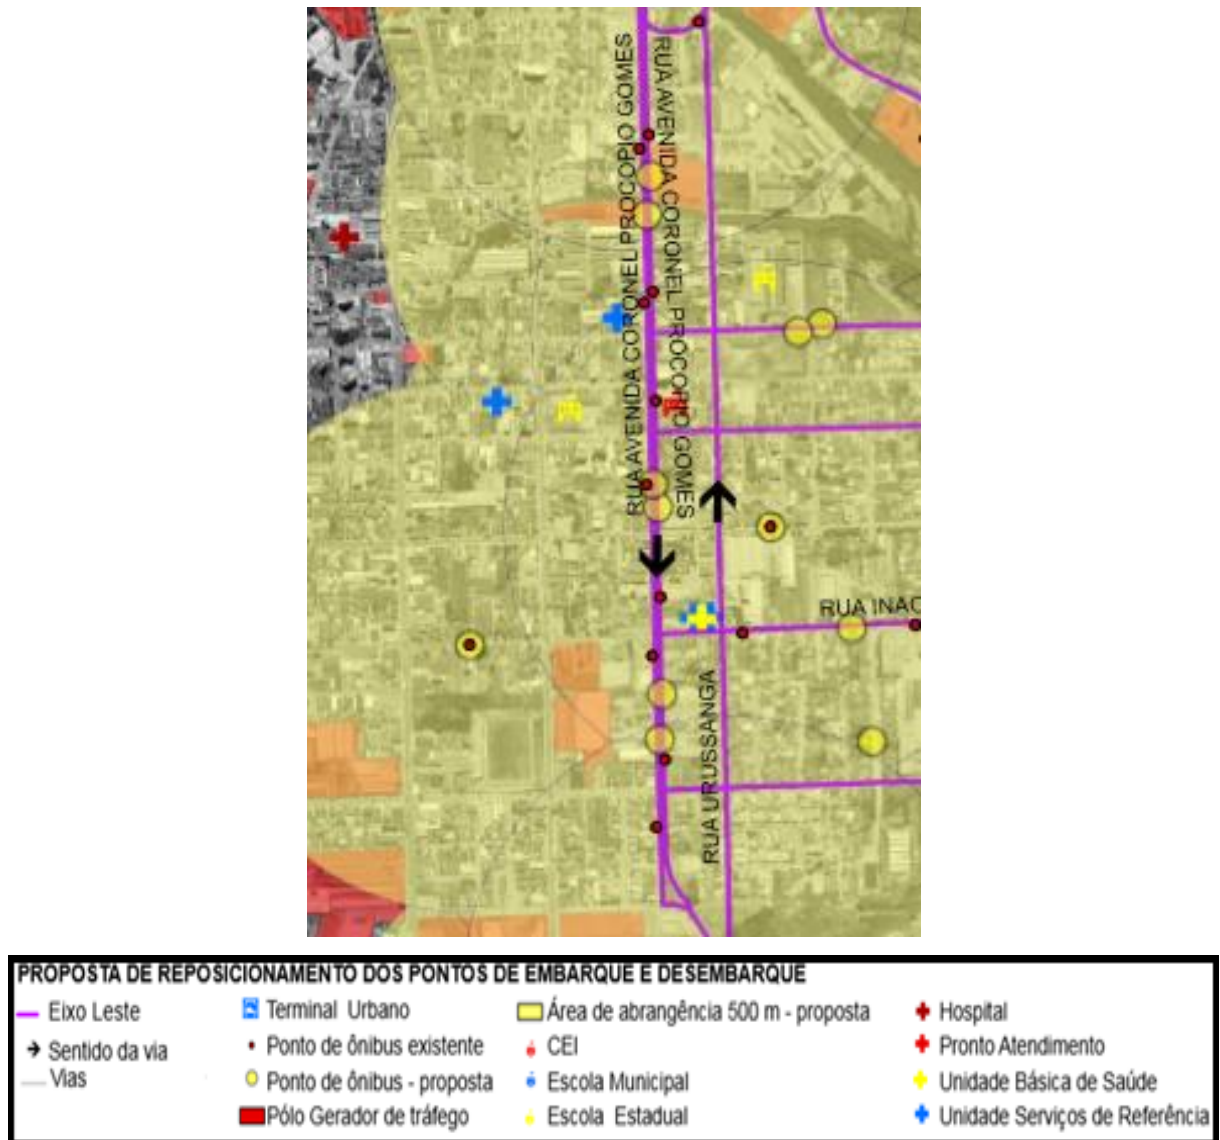 RUA AVENIDA CORONEL PROCOPIO GOMES
RUA AVENIDA CORONEL PROCOPIO GOMES
RUA INAC
RUA URUSSANGA
PROPOSTA DE REPOSICIONAMENTO DOS PONTOS DE EMBARQUE E DESEMBARQUE
Eixo Leste
Sentido da via
Vias
Terminal Urbano
Ponto de ônibus existente
Ponto de ônibus - proposta
Pólo Gerador de tráfego
Área de abrangência 500 m - proposta
CEI
Escola Municipal
Escola Estadual
Hospital
Pronto Atendimento
Unidade Básica de Saúde
Unidade Serviços de Referência